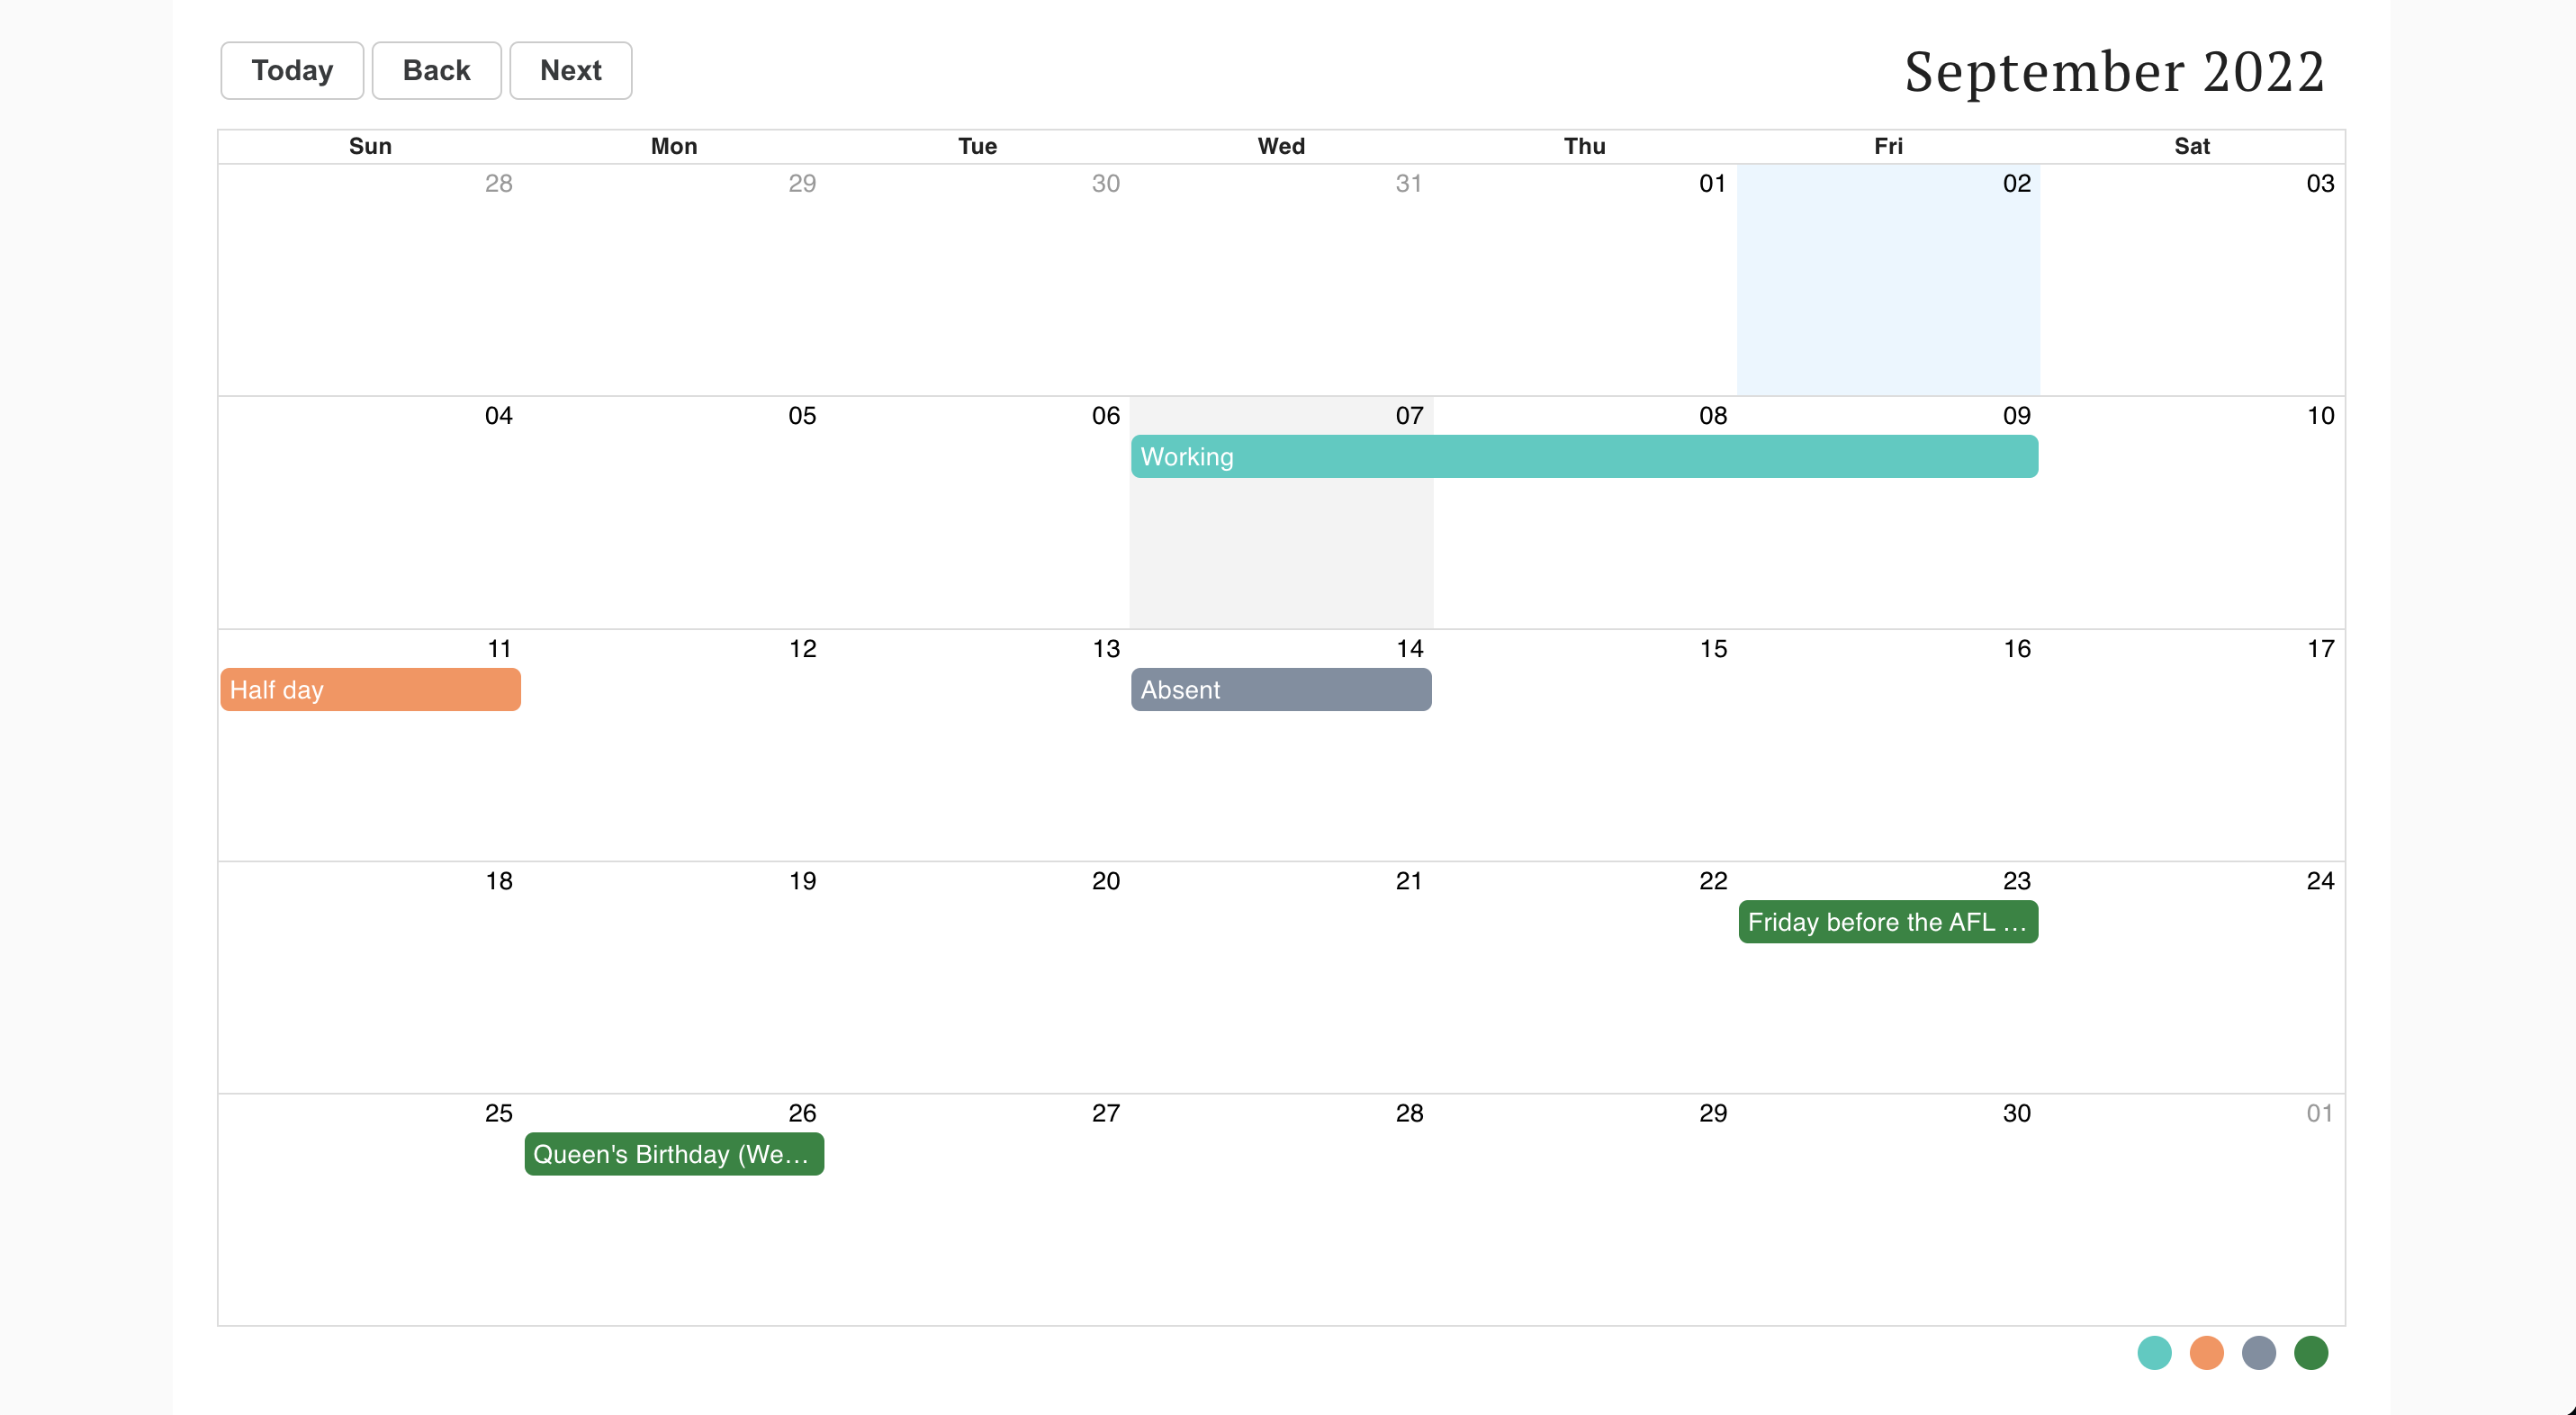 Today Back Next
September 2022
Sun Mon Tue Wed Thu Fri Sat
28 29 30 31 01 02 03
04 05 06 07 08 09 10
Working
11 12 13 14 15 16 17
Half day Absent
18 19 20 21 22 23 24
Friday before the AFL ...
25 26 27 28 29 30 01
Queen's Birthday (We...